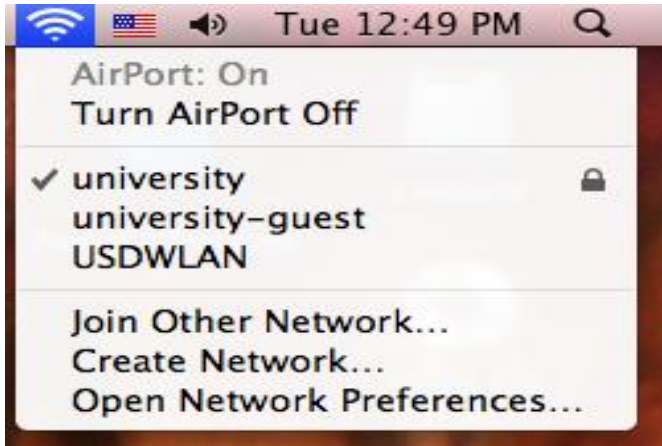 Tue 12:49 PM
AirPort: On
Turn AirPort Off
university
university-guest
USDWLAN
Join Other Network...
Create Network...
Open Network Preferences...